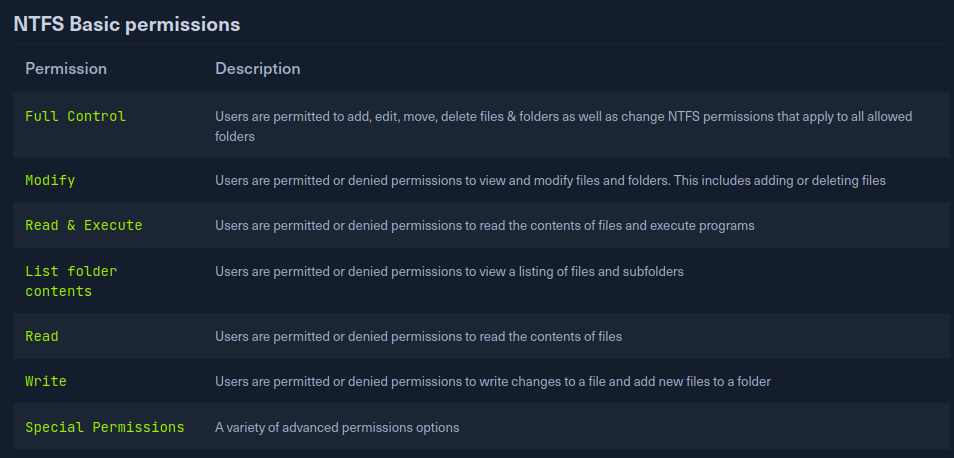 NTFS Basic permissions
Permission Description
Full Control Users are permitted to add, edit, move, delete files & folders as well as change NTFS permissions that apply to all allowed
folders
Modify Users are permitted or denied permissions to view and modify files and folders. This includes adding or deleting files
Read & Execute Users are permitted or denied permissions to read the contents of files and execute programs
List folder Users are permitted or denied permissions to view a listing of files and subfolders
contents
Read Users are permitted or denied permissions to read the contents of files
Write Users are permitted or denied permissions to write changes to a file and add new files to a folder
Special Permissions A variety of advanced permissions options